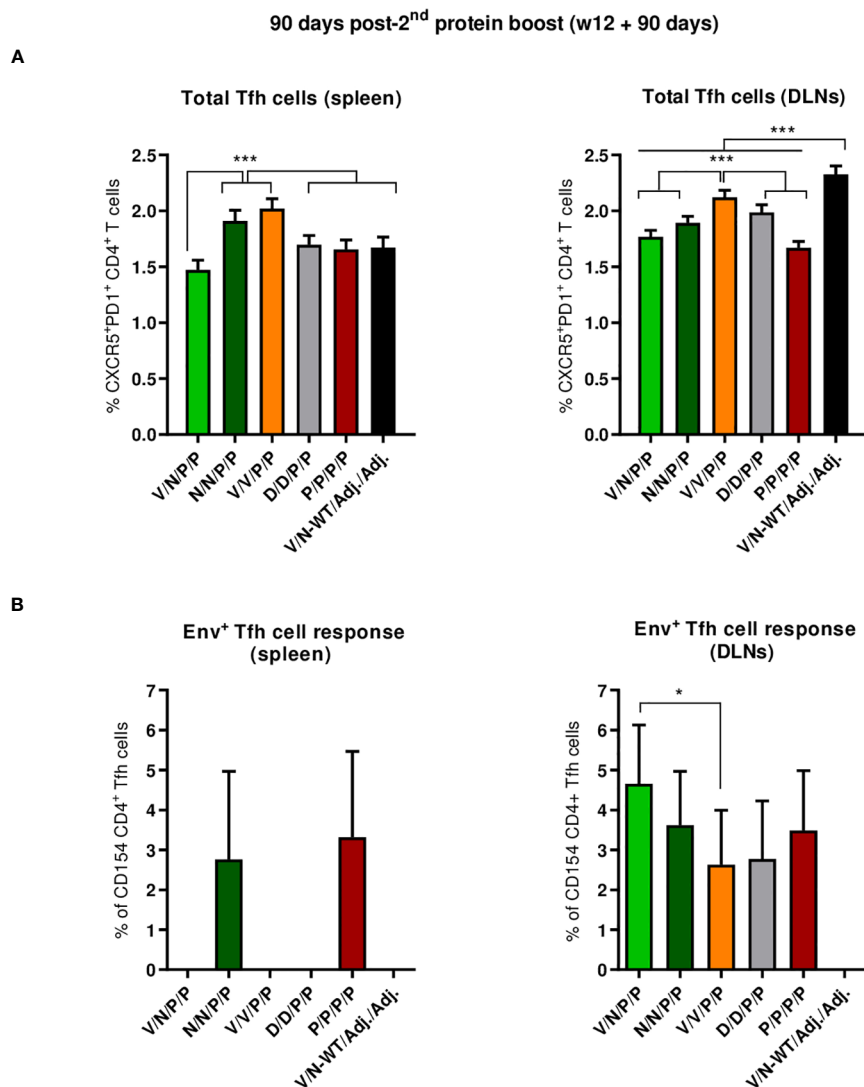 90 days post-2nd protein boost (w12 + 90 days)
A
Total Tfh cells (spleen)
% CXCR5+PD1+ CD4+ T cells
2.5
2.0
1.5
1.0
0.5
0.0
***
V/N/P/P
N/N/P/P
V/V/P/P
D/D/P/P
P/P/P/P
V/N-WT/Adj./Adj.
Total Tfh cells (DLNs)
% CXCR5+PD1+ CD4+ T cells
2.5
2.0
1.5
1.0
0.5
0.0
***
***
V/N/P/P
N/N/P/P
V/V/P/P
D/D/P/P
P/P/P/P
V/N-WT/Adj./Adj.
B
Env+ Tfh cell response
(spleen)
% of CD154 CD4+ Tfh cells
7
6
5
4
3
2
1
0
V/N/P/P
N/N/P/P
V/V/P/P
D/D/P/P
P/P/P/P
V/N-WT/Adj./Adj.
Env+ Tfh cell response
(DLNs)
% of CD154 CD4+ Tfh cells
7
6
5
4
3
2
1
0
*
V/N/P/P
N/N/P/P
V/V/P/P
D/D/P/P
P/P/P/P
V/N-WT/Adj./Adj.